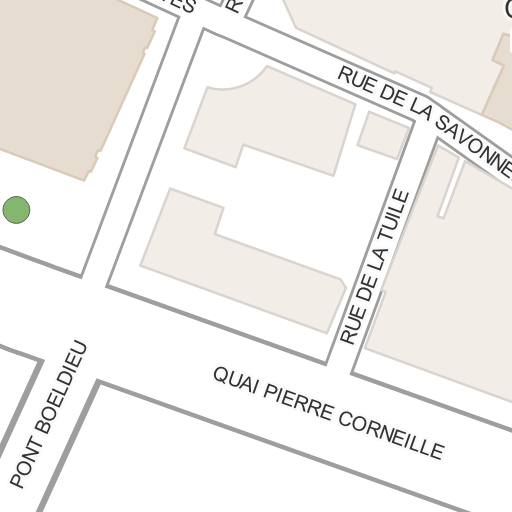 RUE DE LA SAVONNE
RUE DE LA TUILE
QUAI PIERRE CORNEILLE
PONT BOELDIEU